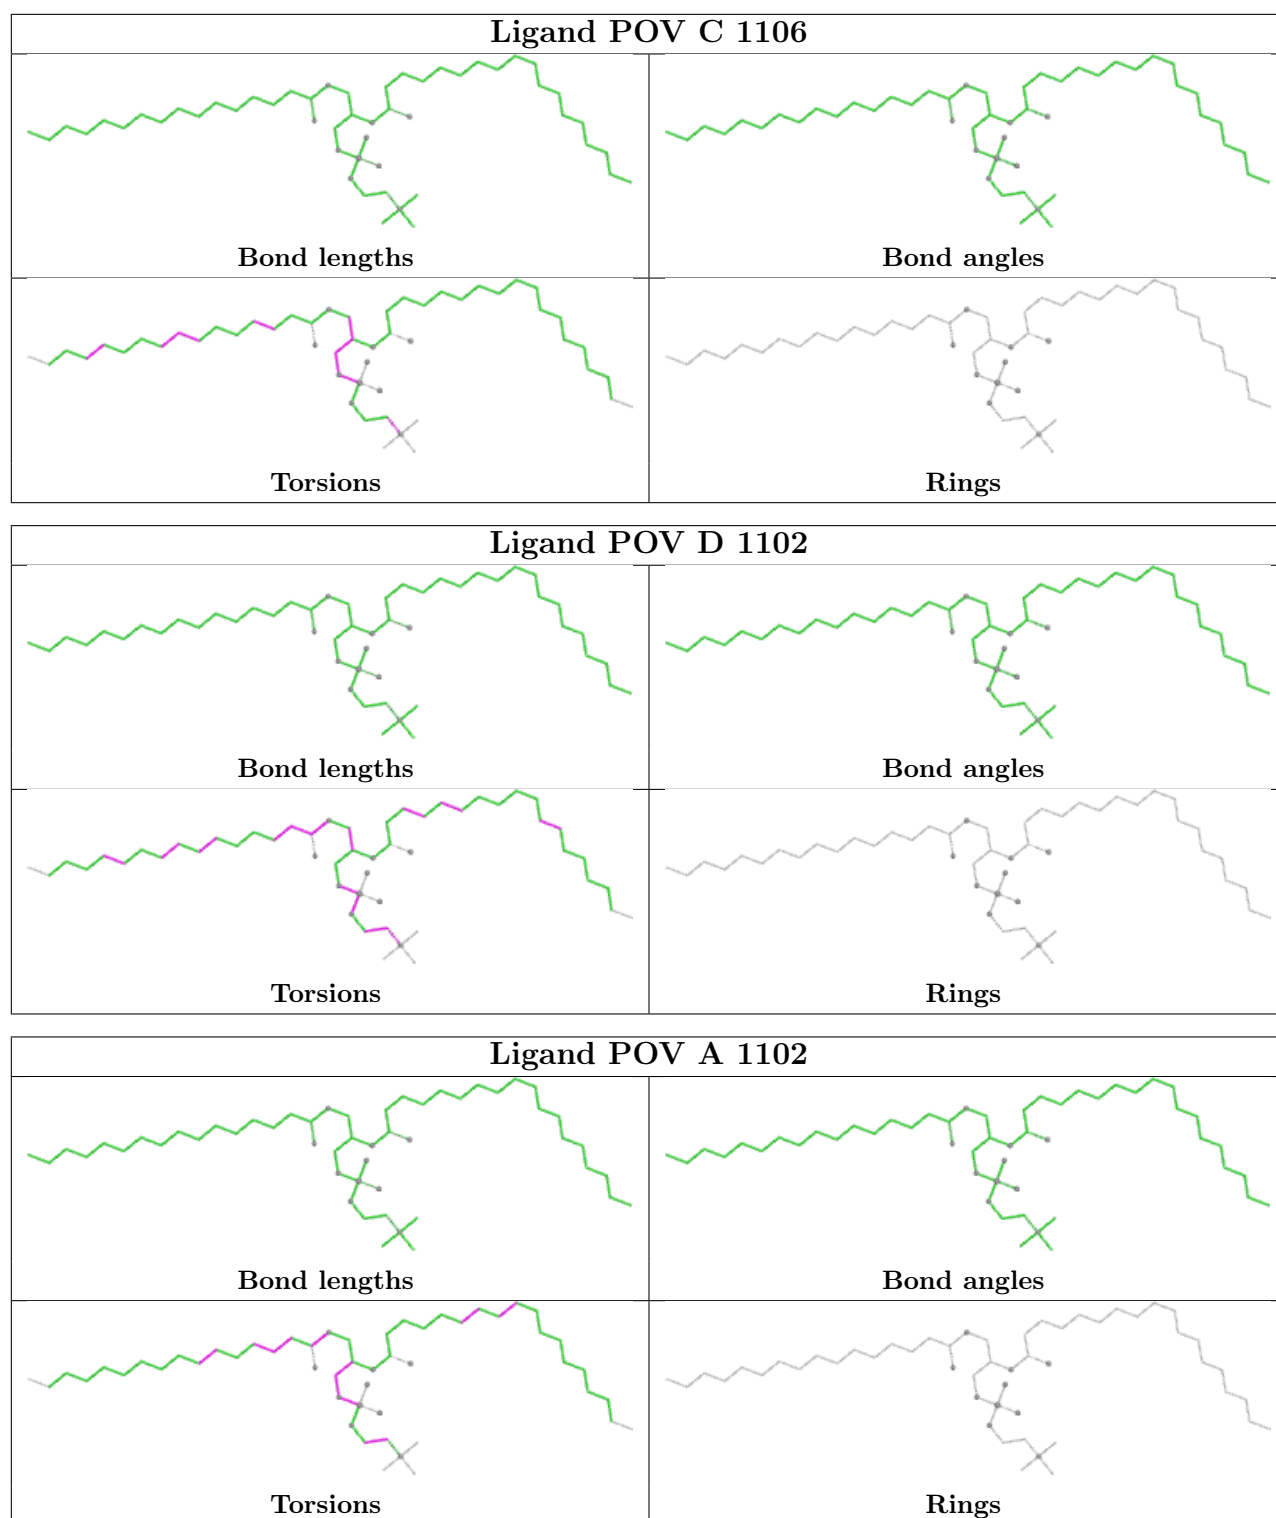 Ligand POV C 1106
Bond lengths
Bond angles
Torsions
Rings
Ligand POV D 1102
Bond lengths
Bond angles
Torsions
Rings
Ligand POV A 1102
Bond lengths
Bond angles
Torsions
Rings